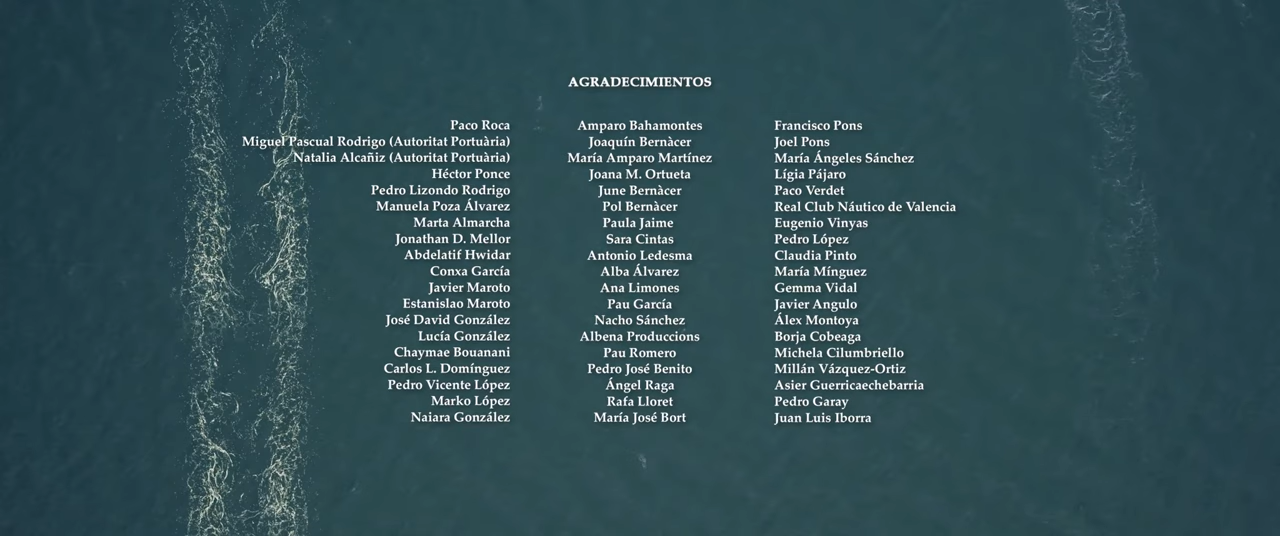 AGRADECIMIENTOS
Paco Roca
Miguel Pascual Rodrigo (Autoritat Portuària)
Natalia Alcañiz (Autoritat Portuària)
Héctor Ponce
Pedro Lizondo Rodrigo
Manuela Poza Álvarez
Marta Almarcha
Jonathan D. Mellor
Abdelatif Hwidar
Conxa García
Javier Maroto
Estanislao Maroto
José David González
Lucía González
Chaymae Bouanani
Carlos L. Domínguez
Pedro Vicente López
Marko López
Naiara González
Amparo Bahamontes
Joaquín Bernàcer
María Amparo Martínez
Joana M. Ortueta
June Bernàcer
Pol Bernàcer
Paula Jaime
Sara Cintas
Antonio Ledesma
Alba Álvarez
Ana Limones
Pau García
Nacho Sánchez
Albena Produccions
Pau Romero
Pedro José Benito
Ángel Raga
Rafa Lloret
María José Bort
Francisco Pons
Joel Pons
María Ángeles Sánchez
Lígia Pájaro
Paco Verdet
Real Club Náutico de Valencia
Eugenio Vinyas
Pedro López
Claudia Pinto
María Mínguez
Gemma Vidal
Javier Angulo
Álex Montoya
Borja Cobeaga
Michela Cilumbriello
Millán Vázquez-Ortiz
Asier Guerricaechebarria
Pedro Garay
Juan Luis Iborra